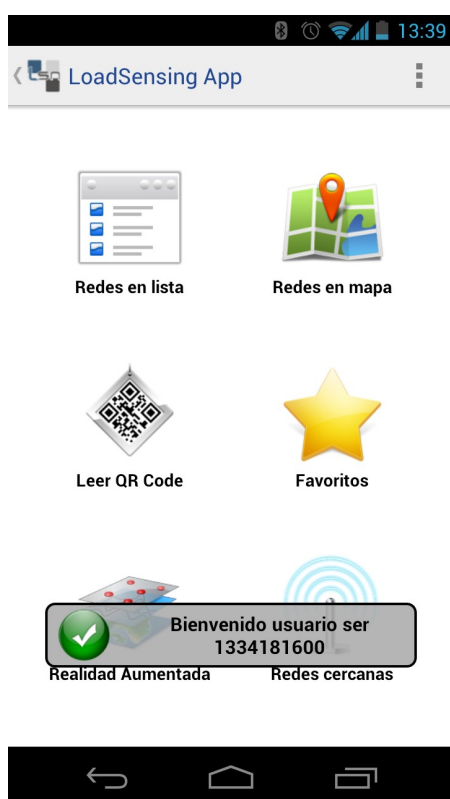 13:39
LoadSensing App
Redes en lista
Redes en mapa
Leer QR Code
Favoritos
Bienvenido usuario ser
1334181600
Realidad Aumentada
Redes cercanas